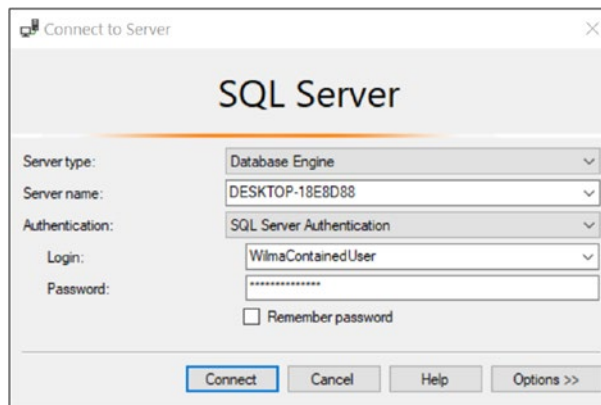 Connect to Server
SQL Server
Server type: Database Engine
Server name: DESKTOP-18E8D88
Authentication: SQL Server Authentication
Login: WilmaContainedUser
Password: **************
Remember password
Connect Cancel Help Options >>